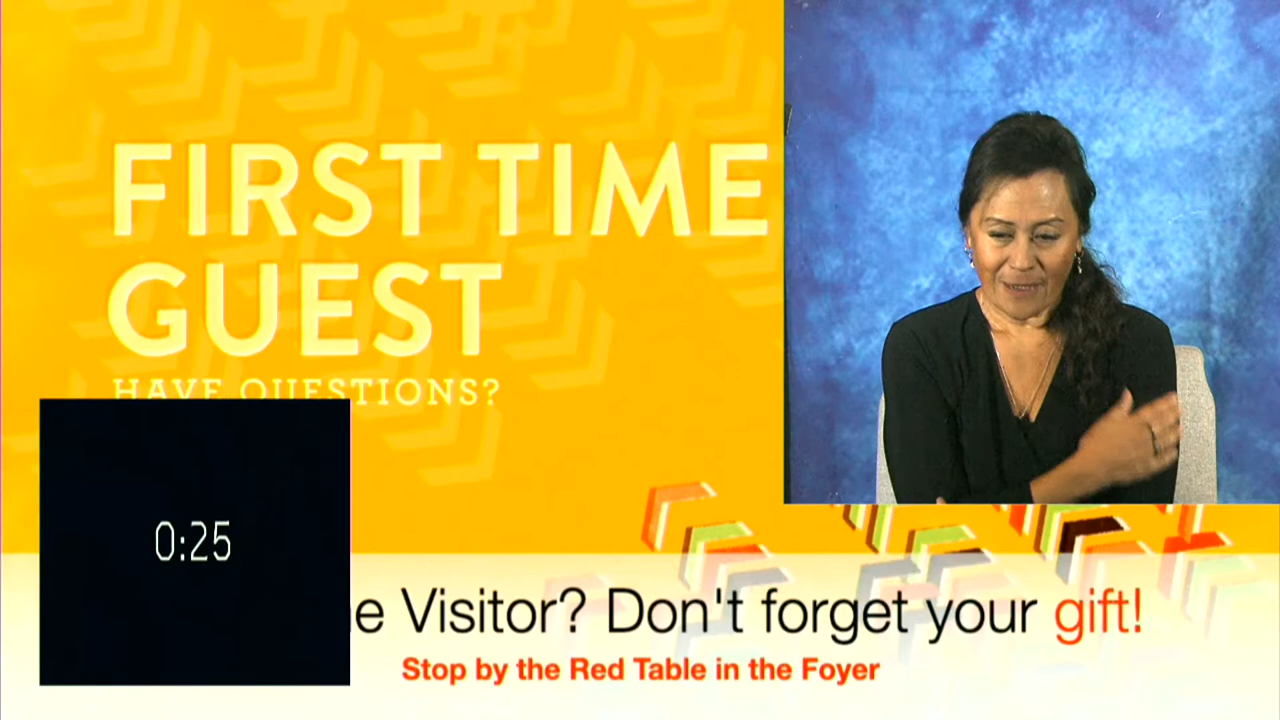 FIRST TIME
GUEST
HAVE QUESTIONS?
0:25
e Visitor? Don't forget your gift!
Stop by the Red Table in the Foyer